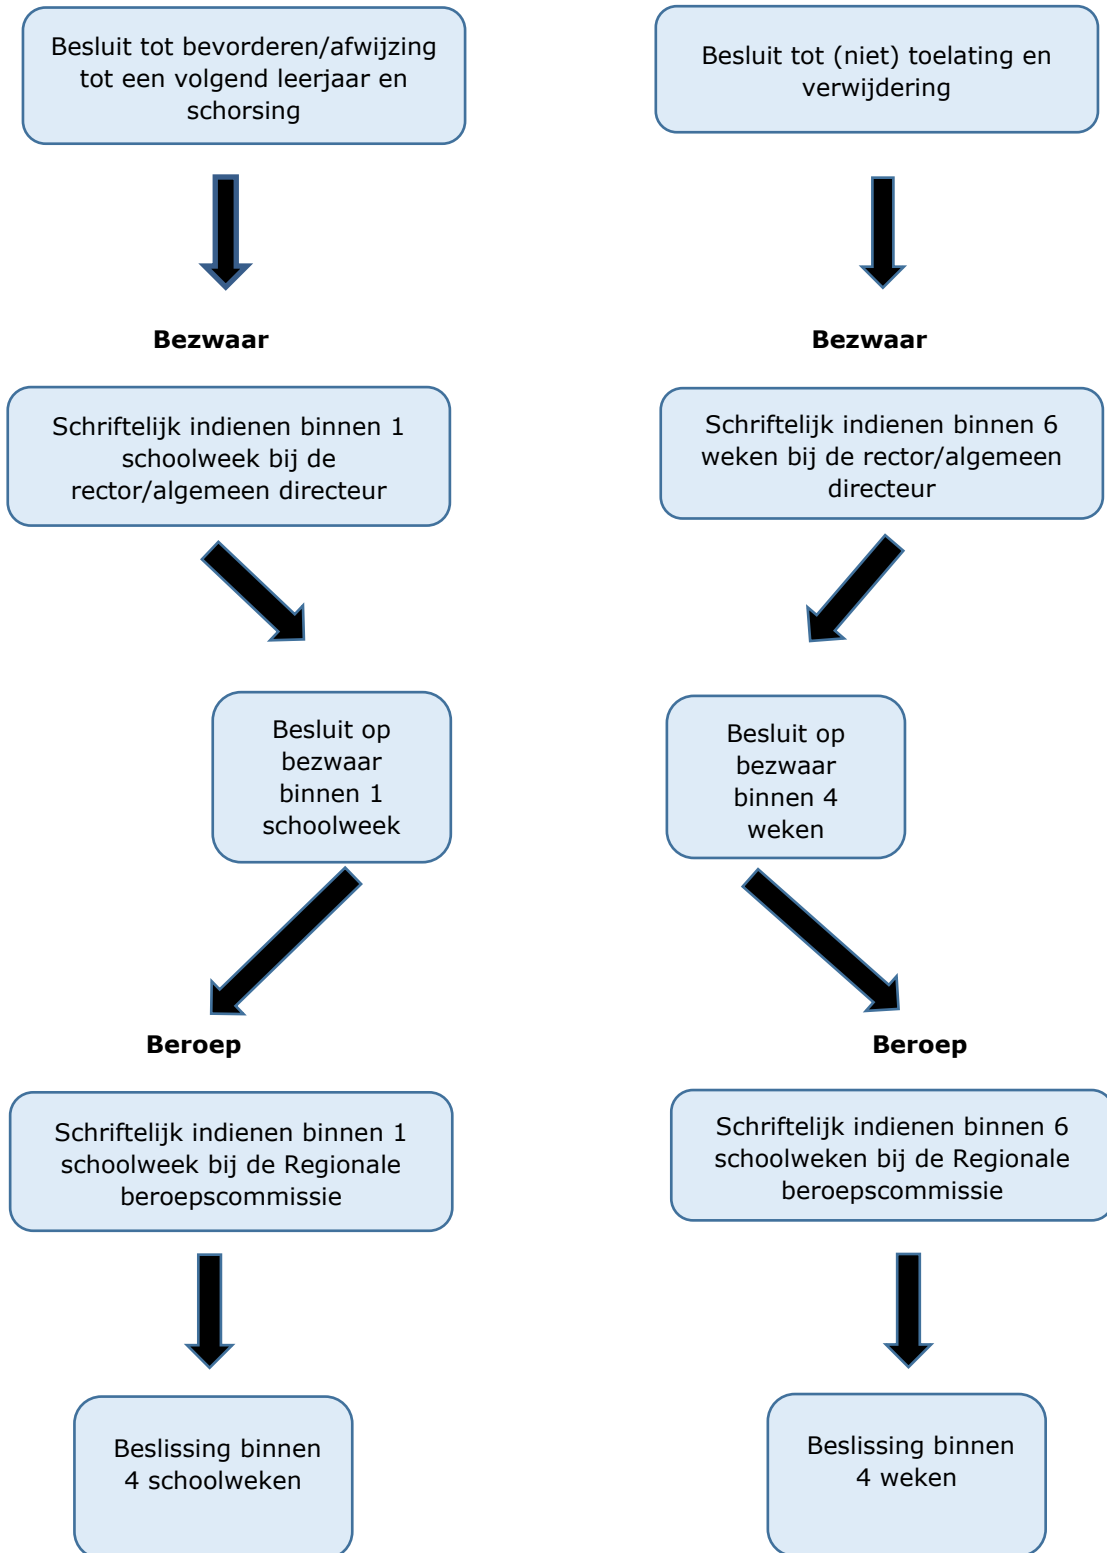 Besluit tot bevorderen/afwijzing
tot een volgend leerjaar en
schorsing
Bezwaar
Schriftelijk indienen binnen 1
schoolweek bij de
rector/algemeen directeur
Besluit op
bezwaar
binnen 1
schoolweek
Beroep
Schriftelijk indienen binnen 1
schoolweek bij de Regionale
beroepscommissie
Beslissing binnen
4 schoolweken
Besluit tot (niet) toelating en
verwijdering
Bezwaar
Schriftelijk indienen binnen 6
weken bij de rector/algemeen
directeur
Besluit op
bezwaar
binnen 4
weken
Beroep
Schriftelijk indienen binnen 6
schoolweken bij de Regionale
beroepscommissie
Beslissing binnen
4 weken